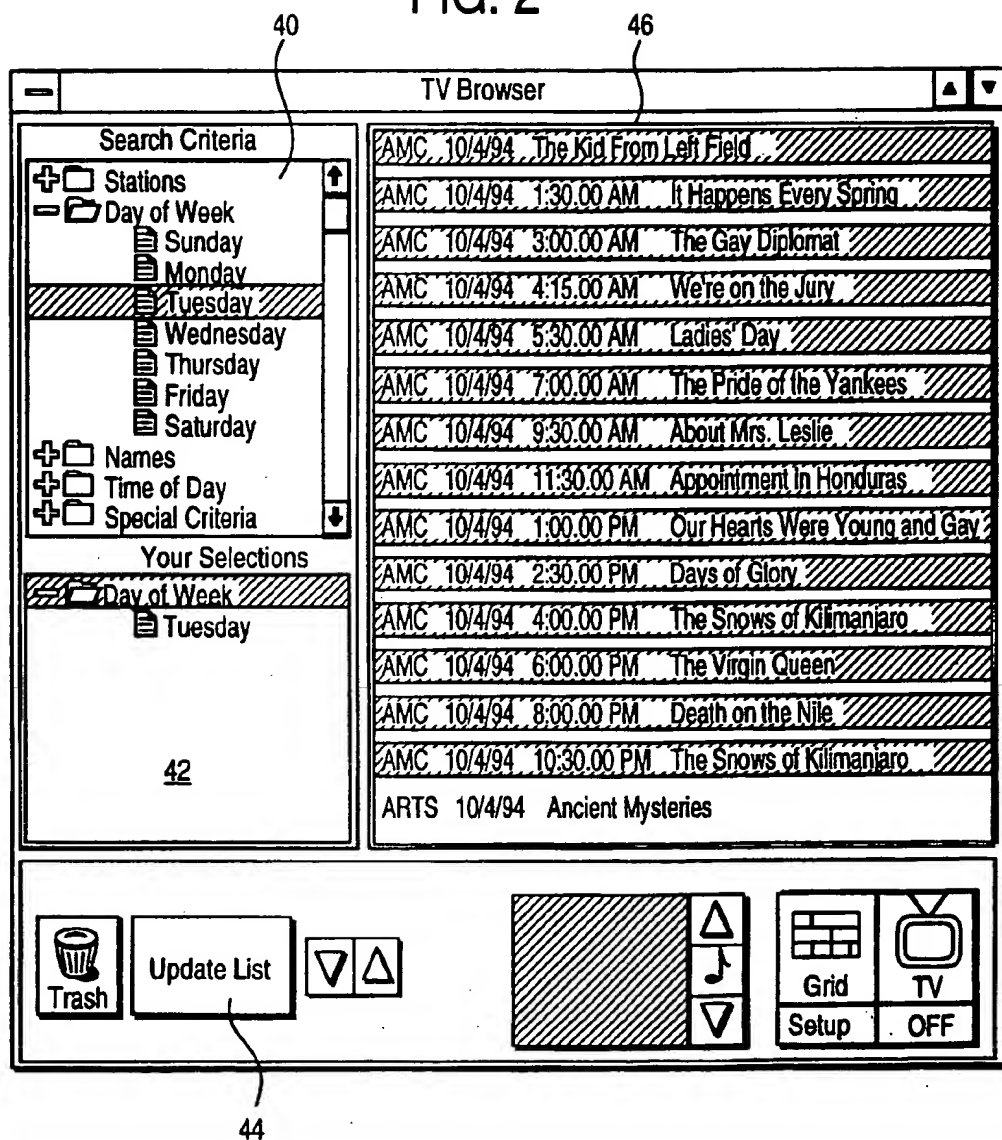 FIG. 2
40
46
TV Browser
Search Criteria
Stations
Day of Week
Sunday
Monday
Tuesday
Wednesday
Thursday
Friday
Saturday
Names
Time of Day
Special Criteria
Your Selections
Day of Week
Tuesday
42
AMC 10/4/94 The Kid From Left Field
AMC 10/4/94 1:30.00 AM It Happens Every Spring
AMC 10/4/94 3:00.00 AM The Gay Diplomat
AMC 10/4/94 4:15.00 AM We're on the Jury
AMC 10/4/94 5:30.00 AM Ladies' Day
AMC 10/4/94 7:00.00 AM The Pride of the Yankees
AMC 10/4/94 9:30.00 AM About Mrs. Leslie
AMC 10/4/94 11:30.00 AM Appointment in Honduras
AMC 10/4/94 1:00.00 PM Our Hearts Were Young and Gay
AMC 10/4/94 2:30.00 PM Days of Glory
AMC 10/4/94 4:00.00 PM The Snows of Kilimanjaro
AMC 10/4/94 6:00.00 PM The Virgin Queen
AMC 10/4/94 8:00.00 PM Death on the Nile
AMC 10/4/94 10:30.00 PM The Snows of Kilimanjaro
ARTS 10/4/94 Ancient Mysteries
Trash
Update List
Grid
TV
Setup
OFF
44